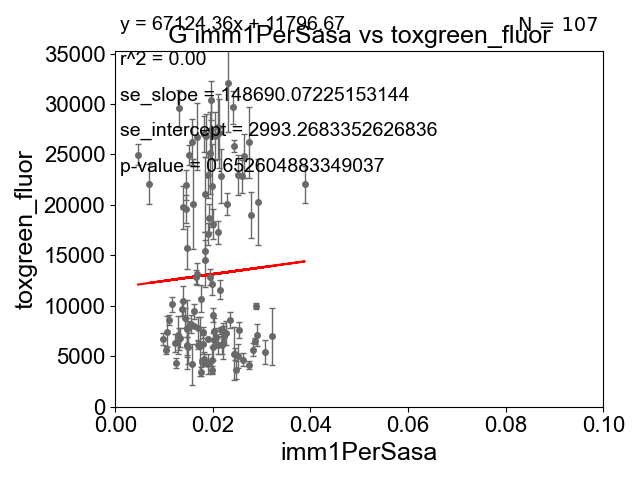 y = 67124.36x + 11796.67
N = 107
G imm1PerSasa vs toxgreen_fluor
r^2 = 0.00
se_slope = 148690.07225153144
se_intercept = 2993.2683352626836
p-value = 0.652604883349037
35000
30000
25000
20000
15000
10000
5000
0
toxgreen_fluor
0.00
0.02
0.04
0.06
0.08
0.10
imm1PerSasa